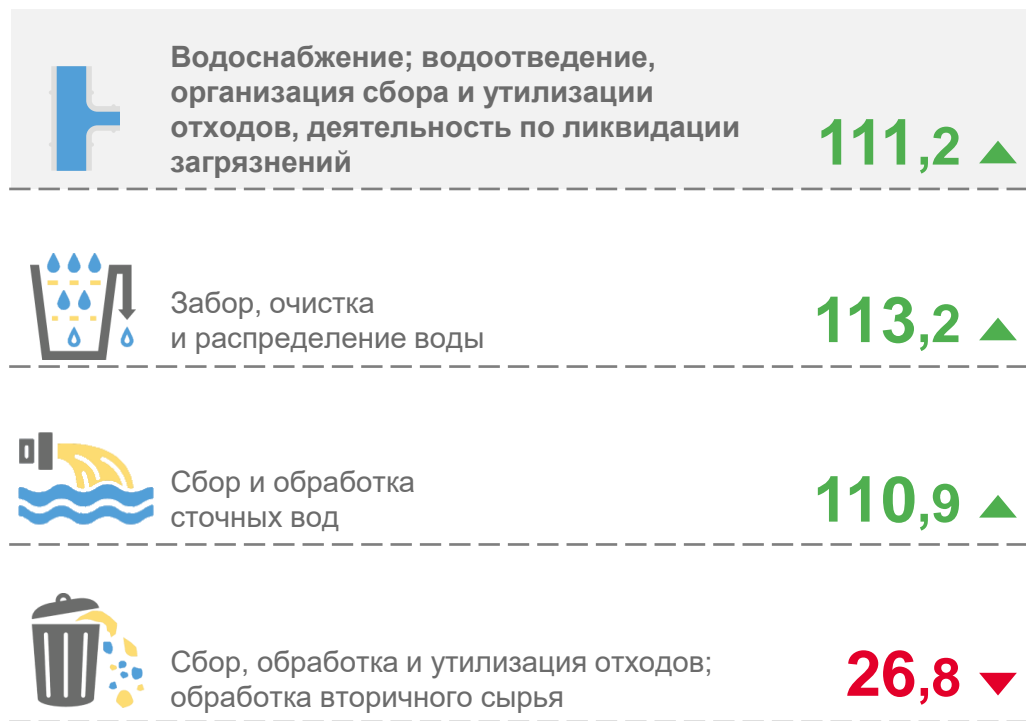 Водоснабжение; водоотведение,
организация сбора и утилизации
отходов, деятельность по ликвидации
загрязнений
111,2
Забор, очистка
и распределение воды
113,2
Сбор и обработка
сточных вод
110,9
Сбор, обработка и утилизация отходов;
обработка вторичного сырья
26,8